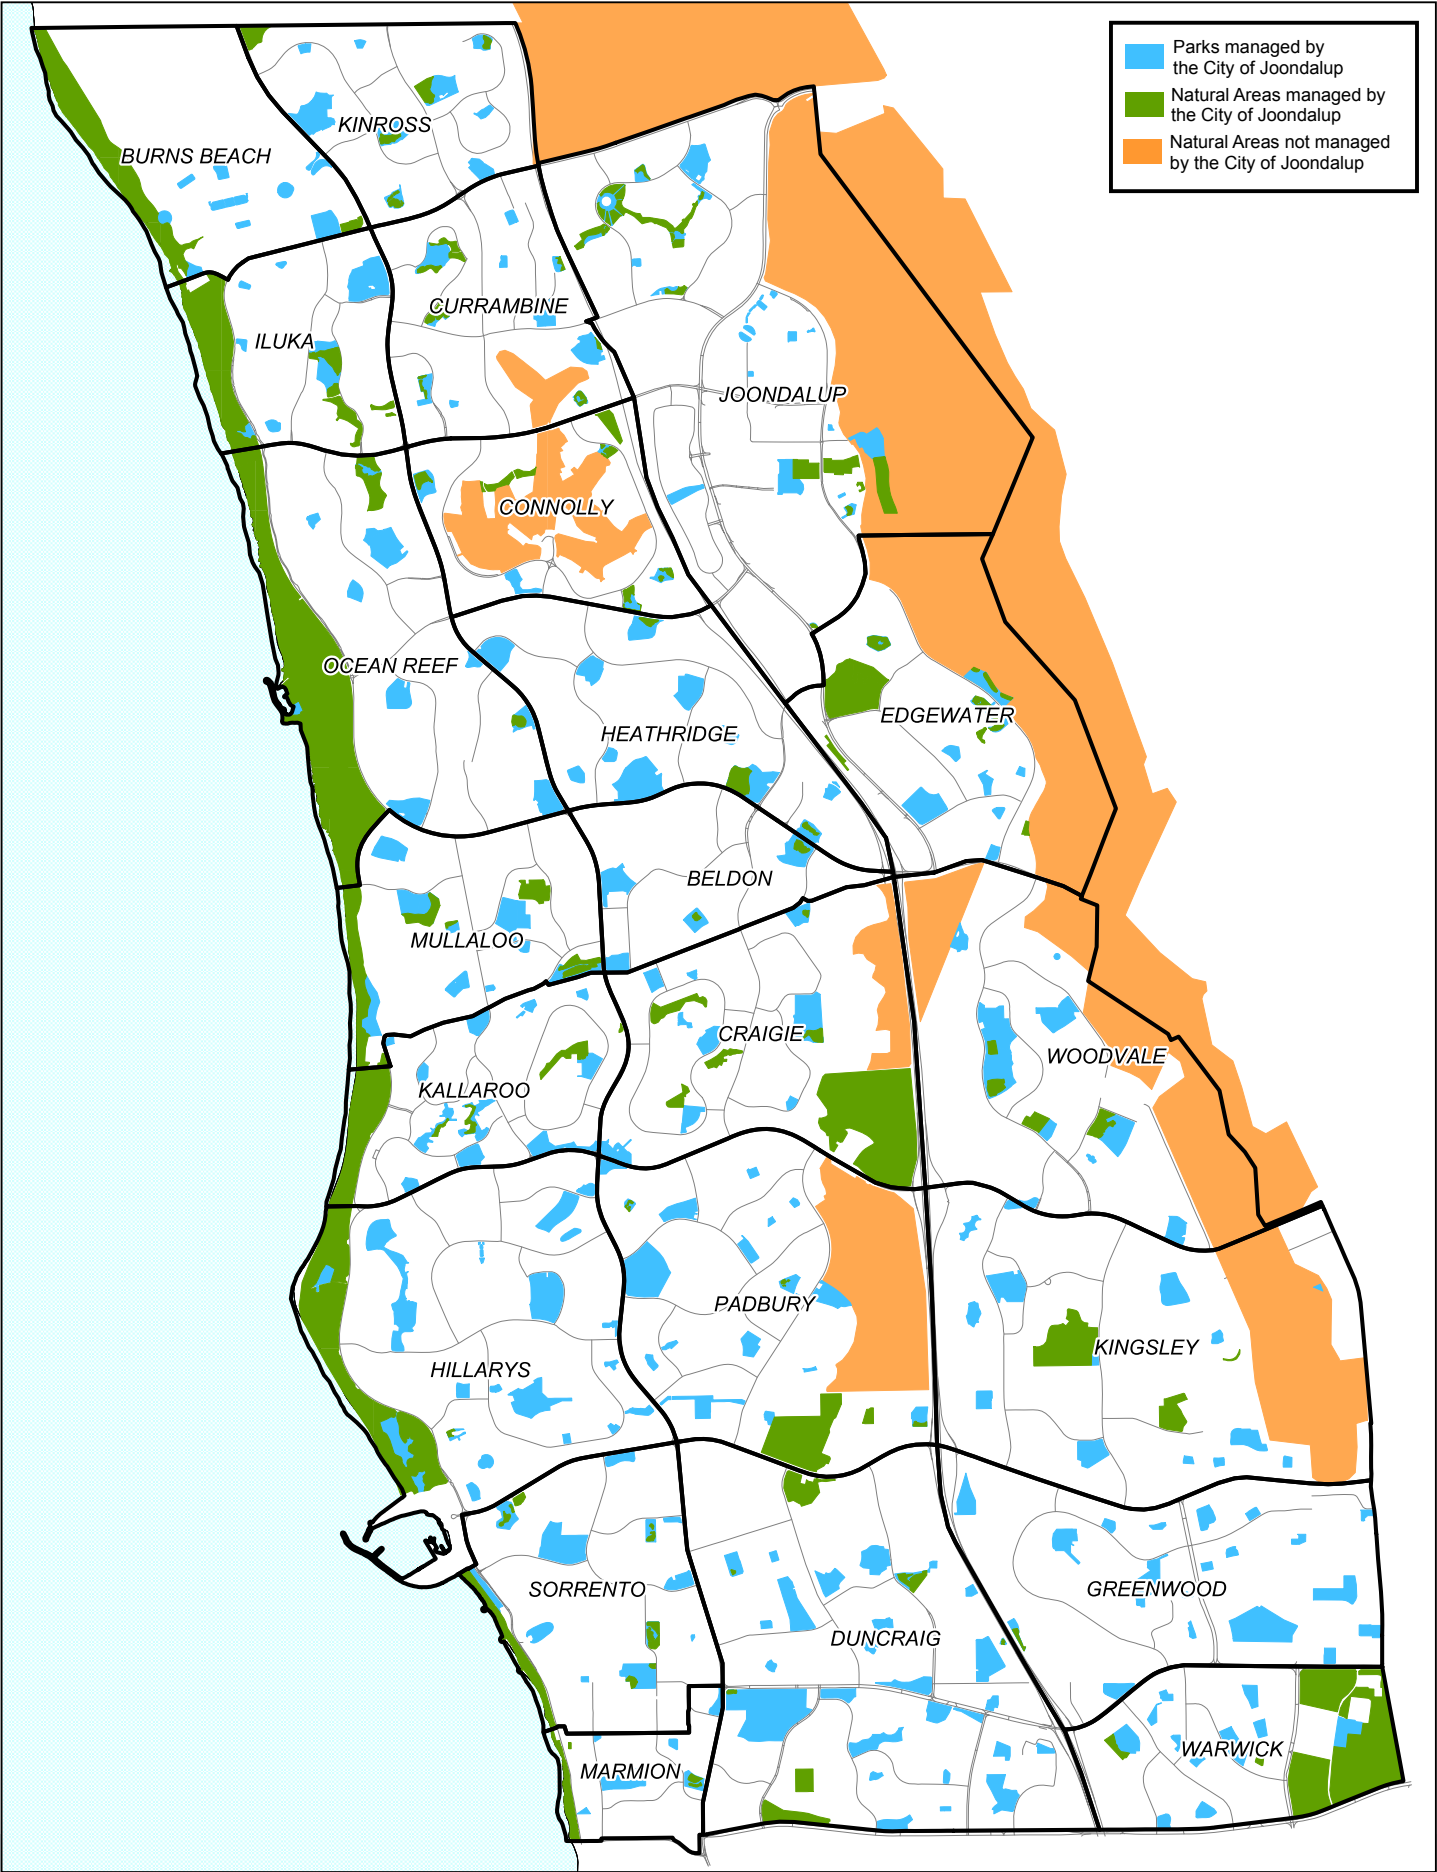 Parks managed by
the City of Joondalup
Natural Areas managed by
the City of Joondalup
Natural Areas not managed
by the City of Joondalup
KINROSS
BURNS BEACH
CURRAMBINE
ILUKA
JOONDALUP
CONNOLLY
OCEAN REEF
EDGEWATER
HEATHRIDGE
BELDON
MULLALOO
CRAIGIE
WOODVALE
KALLAROO
PADBURY
KINGSLEY
HILLARYS
SORRENTO
GREENWOOD
DUNCRAIG
WARWICK
MARMION